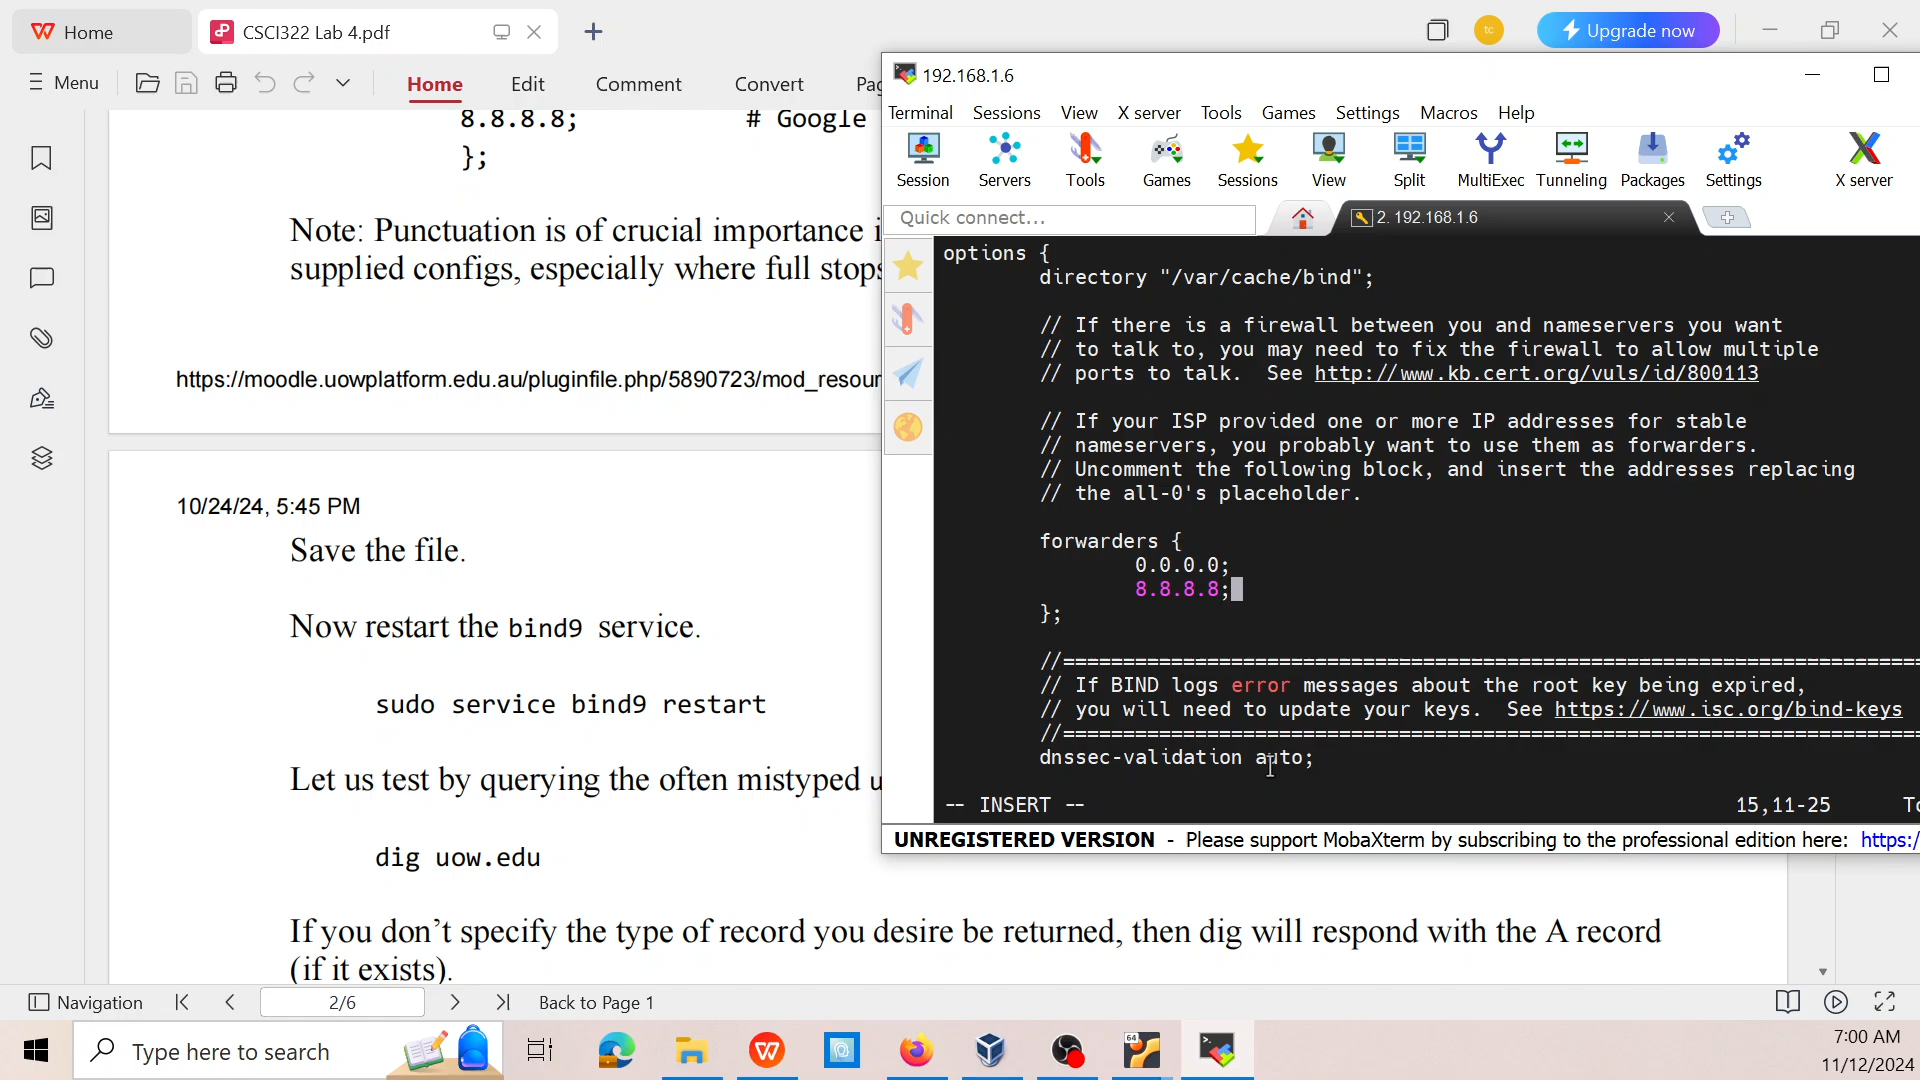 Home
CSCI322 Lab 4.pdf
tc
Upgrade now
Menu
Home
Edit
Comment
Convert
8.8.8.8; # Google
};
Note: Punctuation is of crucial importance
supplied configs, especially where full stops
https://moodle.uowplatform.edu.au/pluginfile.php/5890723/mod_resour
10/24/24, 5:45 PM
Save the file.
Now restart the bind9 service.
sudo service bind9 restart
Let us test by querying the often mistyped
dig uow.edu
If you don't specify the type of record you desire be returned, then dig will respond with the A record
(if it exists).
192.168.1.6
Terminal Sessions View X server Tools Games Settings Macros Help
Session Servers Tools Games Sessions View Split MultiExec Tunneling Packages Settings X server
Quick connect...
2. 192.168.1.6
options {
directory "/var/cache/bind";
// If there is a firewall between you and nameservers you want
// to talk to, you may need to fix the firewall to allow multiple
// ports to talk.  See http://www.kb.cert.org/vuls/id/800113
// If your ISP provided one or more IP addresses for stable
// nameservers, you probably want to use them as forwarders.
// Uncomment the following block, and insert the addresses replacing
// the all-0's placeholder.
forwarders {
0.0.0.0;
8.8.8.8;
};
//========================================================================
// If BIND logs error messages about the root key being expired,
// you will need to update your keys.  See https://www.isc.org/bind-keys
//========================================================================
dnssec-validation auto;
-- INSERT -- 15,11-25
UNREGISTERED VERSION - Please support MobaXterm by subscribing to the professional edition here: https:/
Navigation
2/6
Back to Page 1
Type here to search
64
7:00 AM
11/12/2024